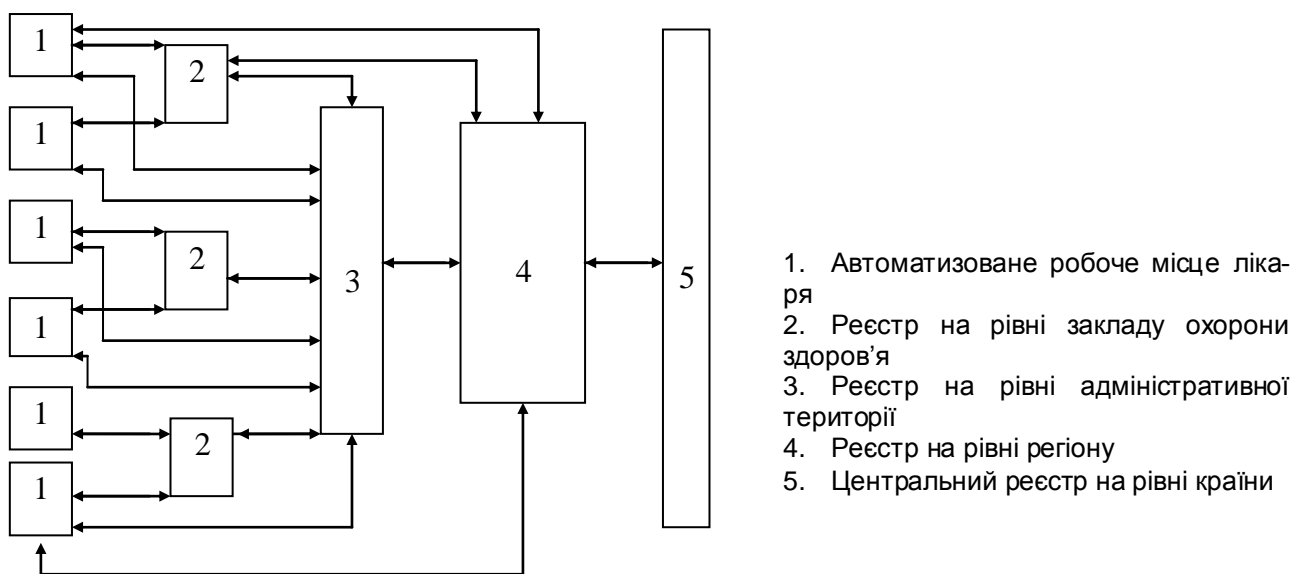 1
2
1
1
2
3
4
5
1
1
2
1
1. Автоматизоване робоче місце ліка-
ря
2. Реєстр на рівні закладу охорони
здоров’я
3. Реєстр на рівні адміністративної
території
4. Реєстр на рівні регіону
5. Центральний реєстр на рівні країни